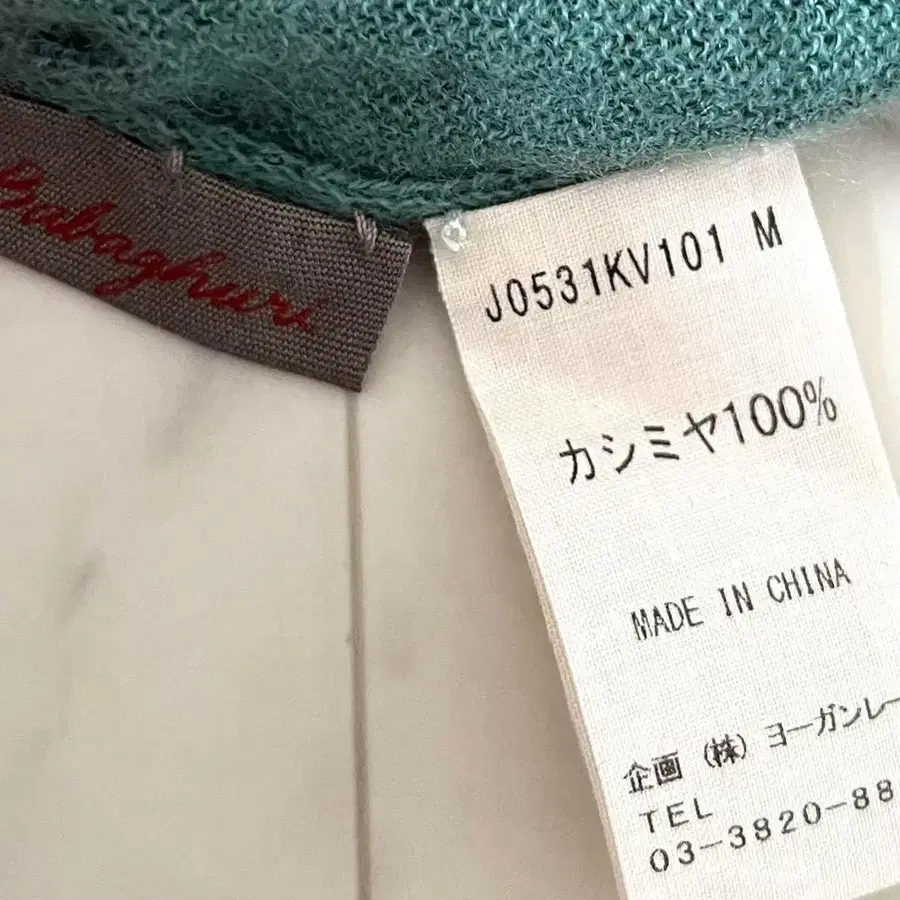 Babaghuri
J0531KV101 M
カシミヤ100%
MADE IN CHINA
企画 (株) ヨーガンレー
TEL
03-3820-88